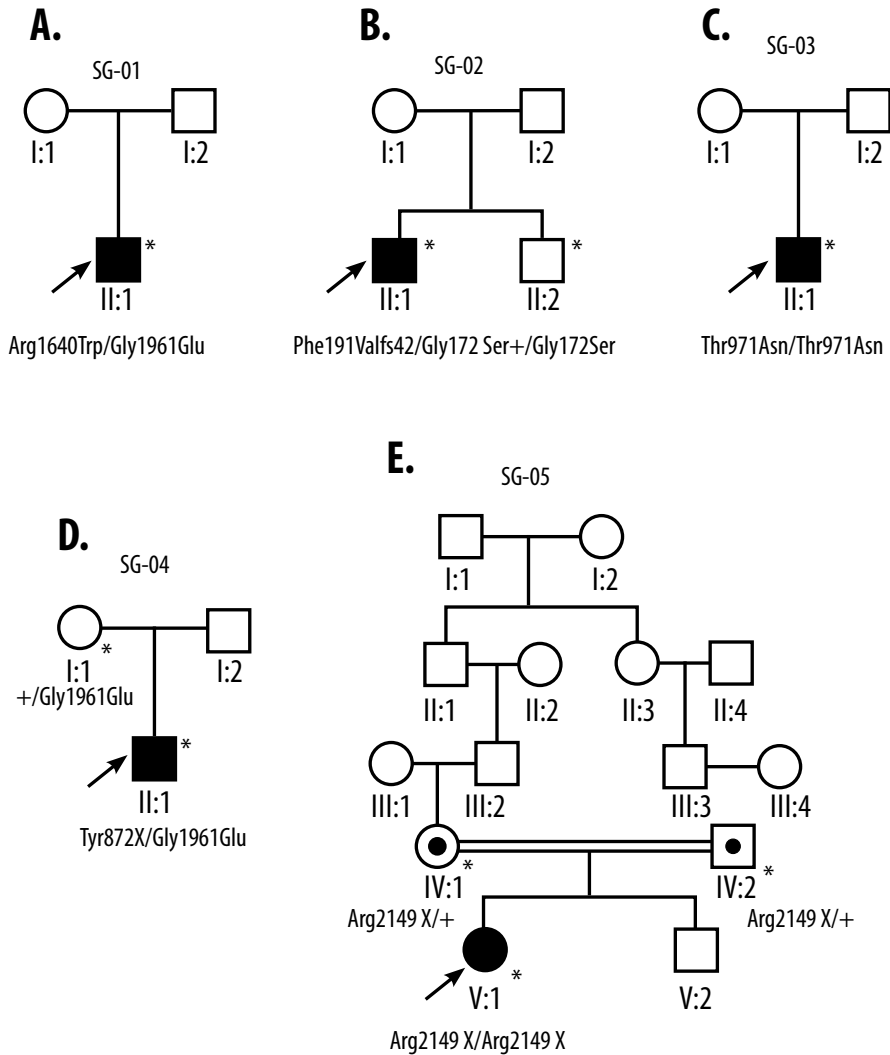 A.
SG-01
I:1
I:2
*
II:1
Arg1640Trp/Gly1961Glu
B.
SG-02
I:1
I:2
*
*
II:1
II:2
Phe191Valfs42/Gly172 Ser+/Gly172Ser
C.
SG-03
I:1
I:2
*
II:1
Thr971Asn/Thr971Asn
D.
SG-04
*
I:1
I:2
+/Gly1961Glu
*
II:1
Tyr872X/Gly1961Glu
E.
SG-05
I:1
I:2
II:1
II:2
II:3
II:4
III:1
III:2
III:3
III:4
*
*
IV:1
IV:2
Arg2149 X/+
Arg2149 X/+
*
V:1
V:2
Arg2149 X/Arg2149 X